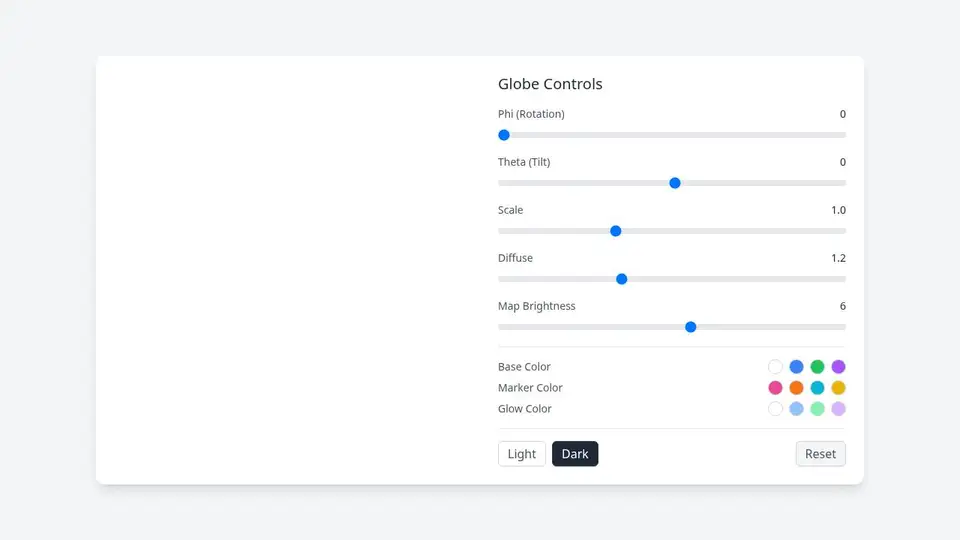 Globe Controls
Phi (Rotation) 0
Theta (Tilt) 0
Scale 1.0
Diffuse 1.2
Map Brightness 6
Base Color
Marker Color
Glow Color
Light Dark Reset